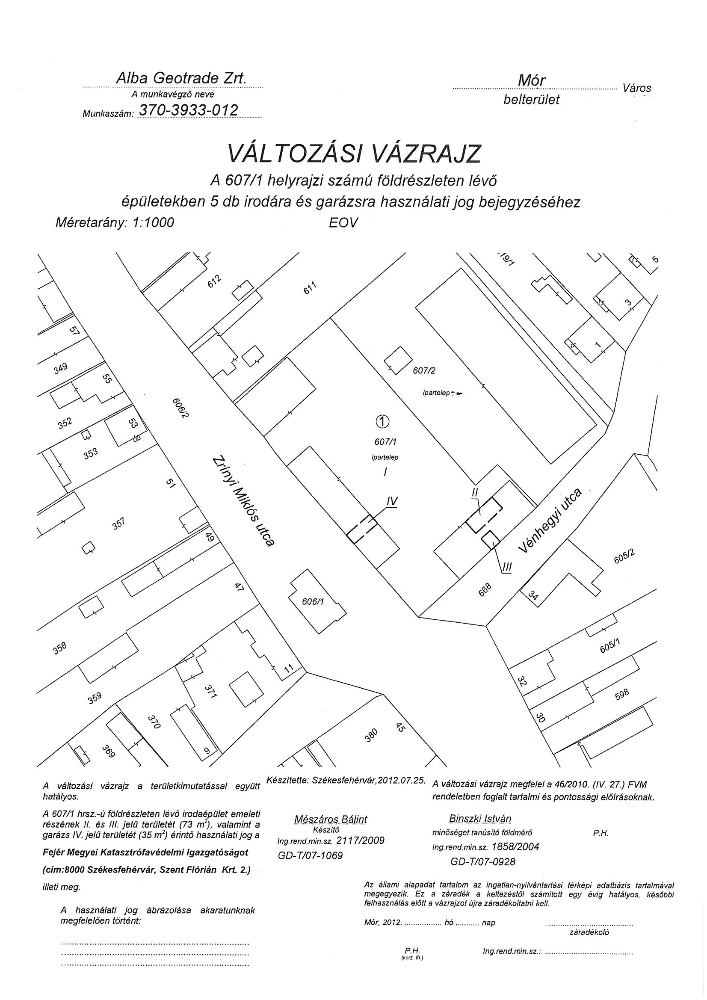 Alba Geotrade Zrt.
A munkavégző neve
Munkaszám: 370-3933-012
Mór
Város
belterület
VÁLTOZÁSI VÁZRAJZ
A 607/1 helyrajzi számú földrészleten lévő
épületekben 5 db irodára és garázsra használati jog bejegyzéséhez
Méretarány: 1:1000
EOV
19/1
5
612
611
3
57
1
349
55
607/2
Ipartelep
606/2
352
53
1
607/1
Ipartelep
I
353
51
Zrínyi Miklós utca
II
IV
Vénhegyi utca
357
49
605/2
III
668
47
34
606/1
358
605/1
11
32
371
359
598
30
370
45
380
369
9
A változási vázrajz a területkimutatással együtt
hatályos.
A 607/1 hrsz.-ú földrészleten lévő irodaépület emeleti
részének II. és III. jelű területét (73 m²), valamint a
garázs IV. jelű területét (35 m²) érintő használati jog a
Fejér Megyei Katasztrófavédelmi Igazgatóságot
(cím:8000 Székesfehérvár, Szent Flórián Krt. 2.)
illeti meg.
A használati jog ábrázolása akaratunknak
megfelelően történt:
Készítette: Székesfehérvár,2012.07.25.
Mészáros Bálint
Készítő
Ing.rend.min.sz. 2117/2009
GD-T/07-1069
A változási vázrajz megfelel a 46/2010. (IV. 27.) FVM
rendeletben foglalt tartalmi és pontossági előírásoknak.
Binszki István
minőséget tanúsító földmérő
P.H.
Ing.rend.min.sz. 1858/2004
GD-T/07-0928
Az állami alapadat tartalom az ingatlan-nyilvántartási térképi adatbázis tartalmával
megegyezik. Ez a záradék a keltezéstől számított egy évig hatályos, későbbi
felhasználás előtt a vázrajzot újra záradékoltatni kell.
Mór, 2012. ................. hó ........... nap
záradékoló
P.H.
(körz. fh.)
Ing.rend.min.sz.: ........................................